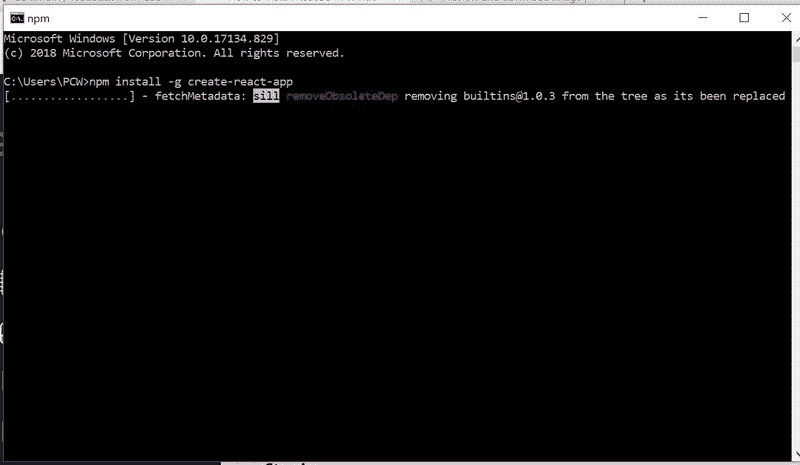 npm
Microsoft Windows [Version 10.0.17134.829]
(c) 2018 Microsoft Corporation. All rights reserved.
C:\Users\PCW>npm install -g create-react-app
[..................] - fetchMetadata: sill removeObsoleteDep removing builtins@1.0.3 from the tree as its been replaced